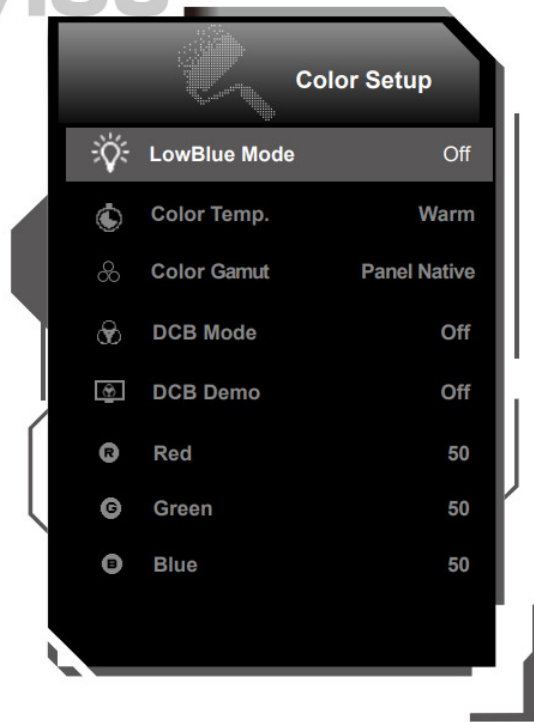 Color Setup
LowBlue Mode Off
Color Temp. Warm
Color Gamut Panel Native
DCB Mode Off
DCB Demo Off
R Red 50
G Green 50
B Blue 50